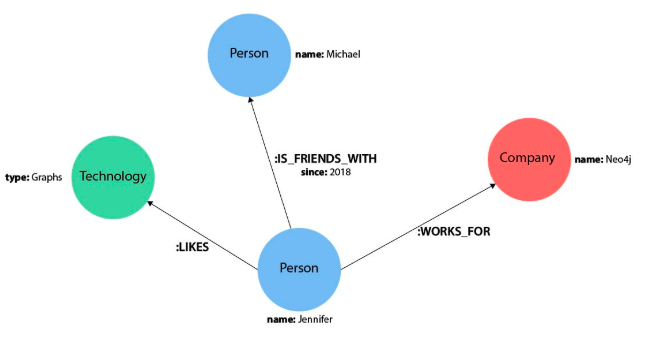 Person
name: Michael
:IS_FRIENDS_WITH
since: 2018
Company
name: Neo4j
type: Graphs
Technology
:LIKES
:WORKS_FOR
Person
name: Jennifer